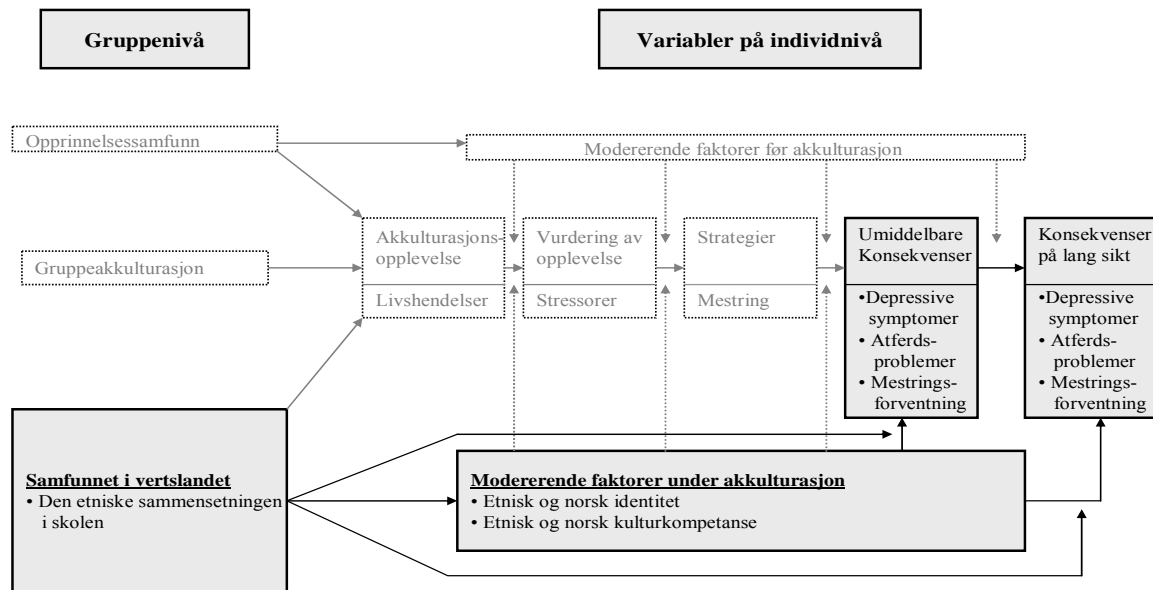 Gruppenivå
Variabler på individnivå
Opprinnelsessamfunn
Modererende faktorer før akkulturasjon
Gruppeakkulturasjon
Akkulturasjons-
opplevelse
Livshendelser
Vurdering av
opplevelse
Stressorer
Strategier
Mestring
Umiddelbare
Konsekvenser
•Depressive
symptomer
• Atferds-
problemer
• Mestrings-
forventning
Konsekvenser
på lang sikt
•Depressive
symptomer
• Atferds-
problemer
• Mestrings-
forventning
Samfunnet i vertslandet
• Den etniske sammensetningen
i skolen
Modererende faktorer under akkulturasjon
• Etnisk og norsk identitet
• Etnisk og norsk kulturkompetanse